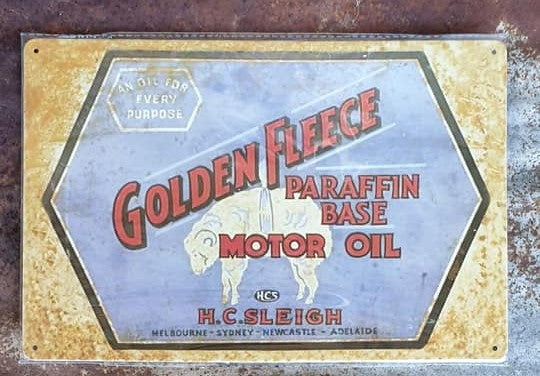 AN OIL FOR
EVERY
PURPOSE
GOLDEN FLEECE
PARAFFIN
BASE
MOTOR OIL
HCS
H.C.SLEIGH
MELBOURNE - SYDNEY - NEWCASTLE - ADELAIDE